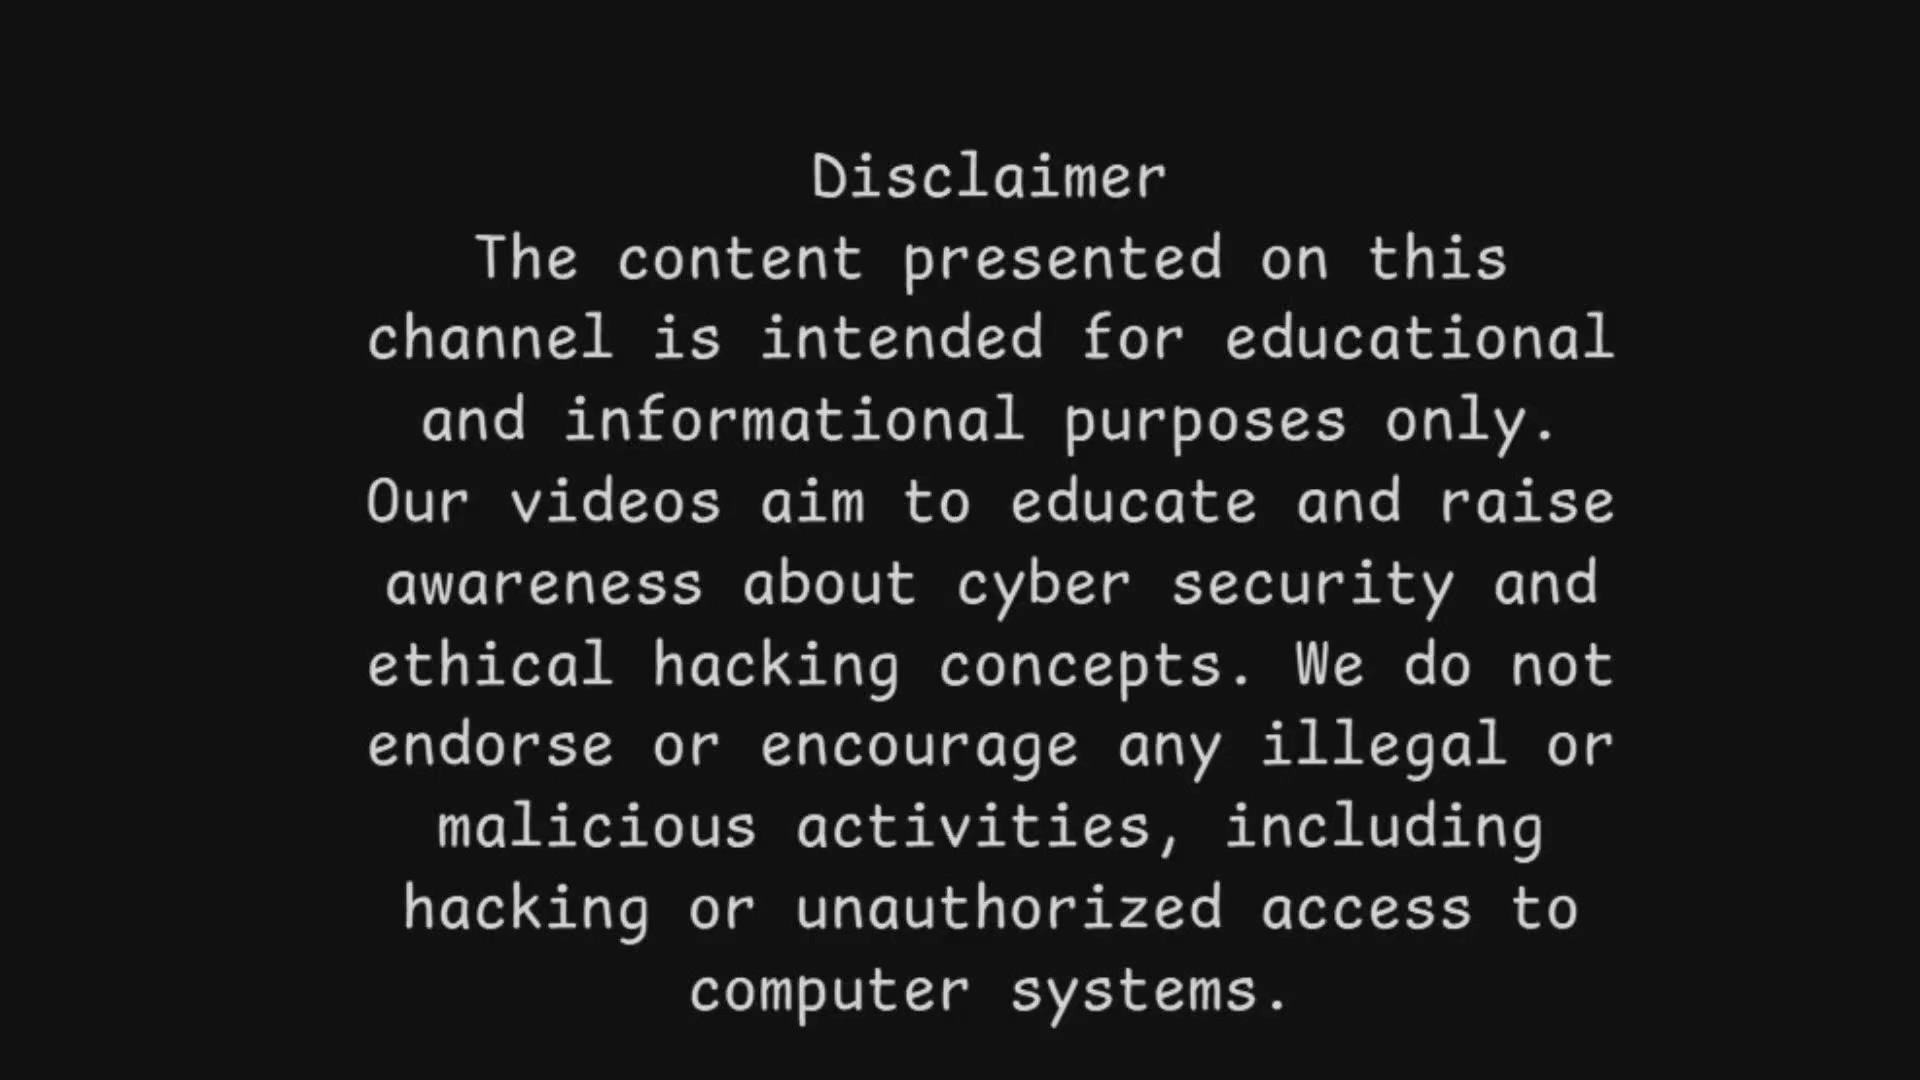 Disclaimer
The content presented on this
channel is intended for educational
and informational purposes only.
Our videos aim to educate and raise
awareness about cyber security and
ethical hacking concepts. We do not
endorse or encourage any illegal or
malicious activities, including
hacking or unauthorized access to
computer systems.